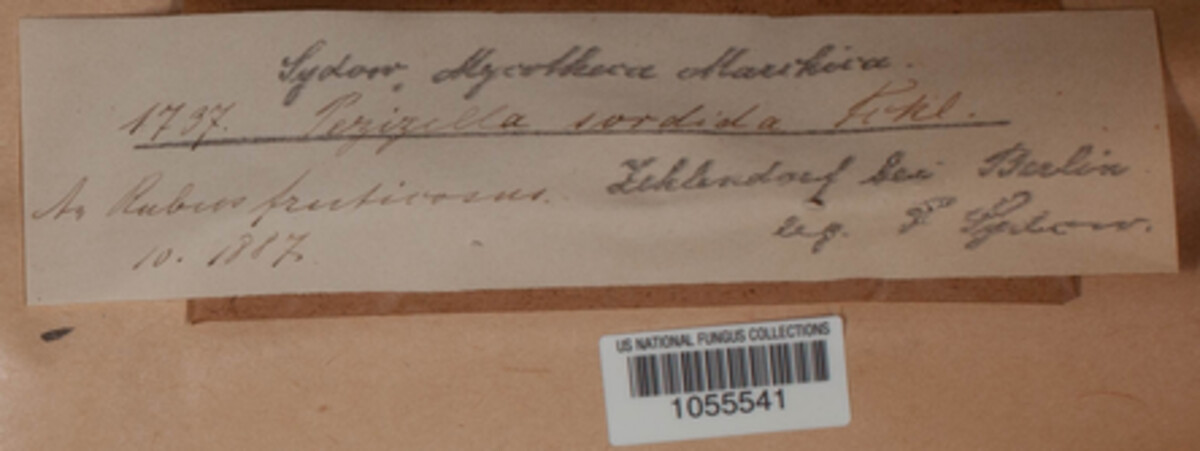 Sydow, Mycotheca Marchica.
1737. Pezizella sordida Fckl.
An Rubus fruticosus. Zehlendorf bei Berlin
10. 1887. leg. P Sydow.
US NATIONAL FUNGUS COLLECTIONS
1055541